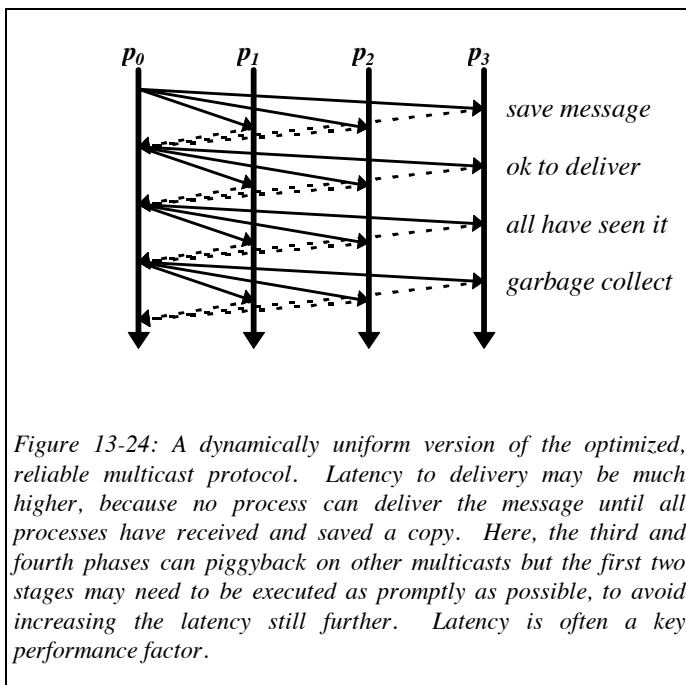 p0 p1 p2 p3
save message
ok to deliver
all have seen it
garbage collect
Figure 13-24: A dynamically uniform version of the optimized,
reliable multicast protocol. Latency to delivery may be much
higher, because no process can deliver the message until all
processes have received and saved a copy. Here, the third and
fourth phases can piggyback on other multicasts but the first two
stages may need to be executed as promptly as possible, to avoid
increasing the latency still further. Latency is often a key
performance factor.